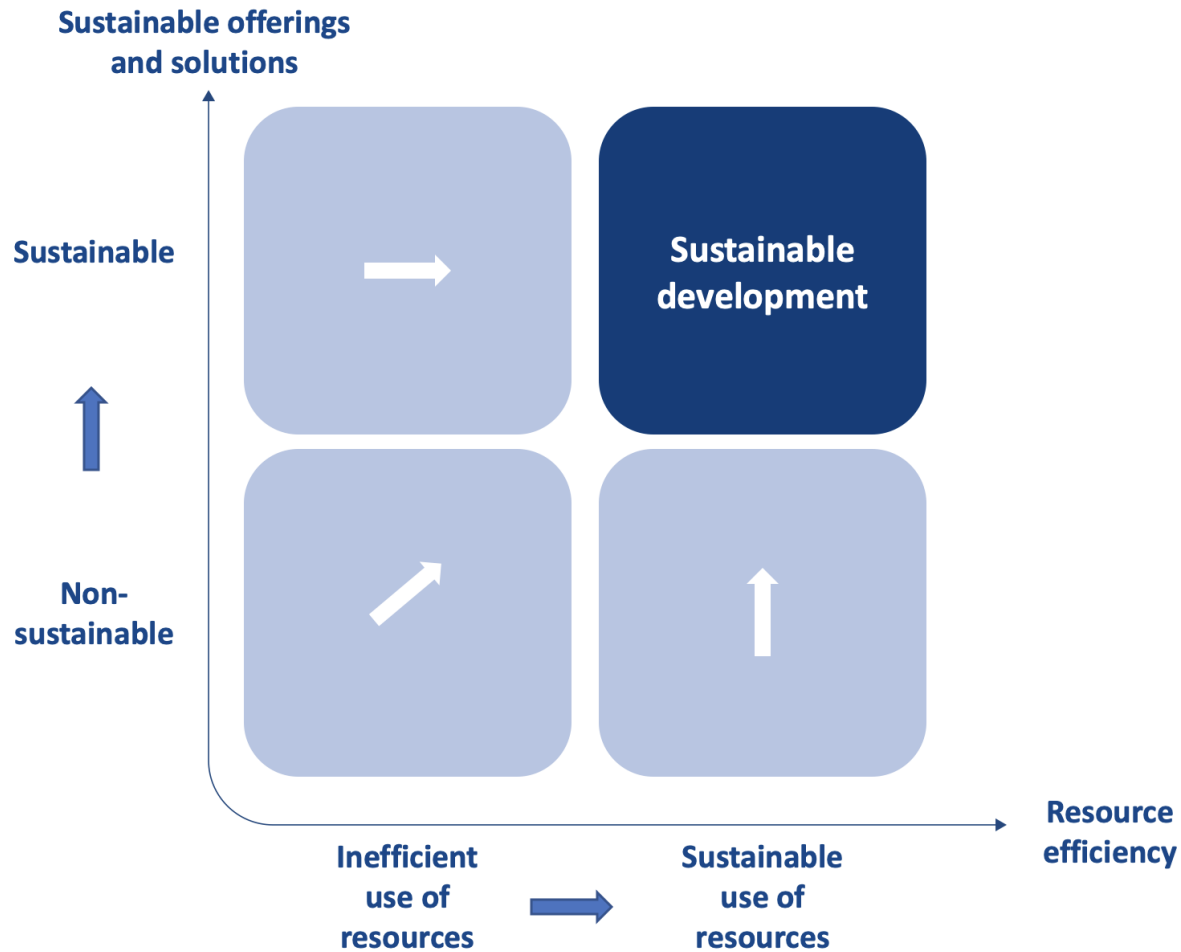 Sustainable offerings
and solutions
Sustainable
Sustainable
development
Non-
sustainable
Resource
efficiency
Inefficient
use of
resources
Sustainable
use of
resources